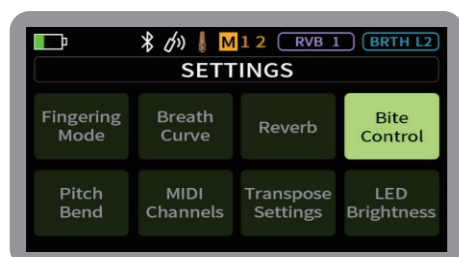 M 1 2 RVB 1 BRTH L2
SETTINGS
Fingering Mode
Breath Curve
Reverb
Bite Control
Pitch Bend
MIDI Channels
Transpose Settings
LED Brightness